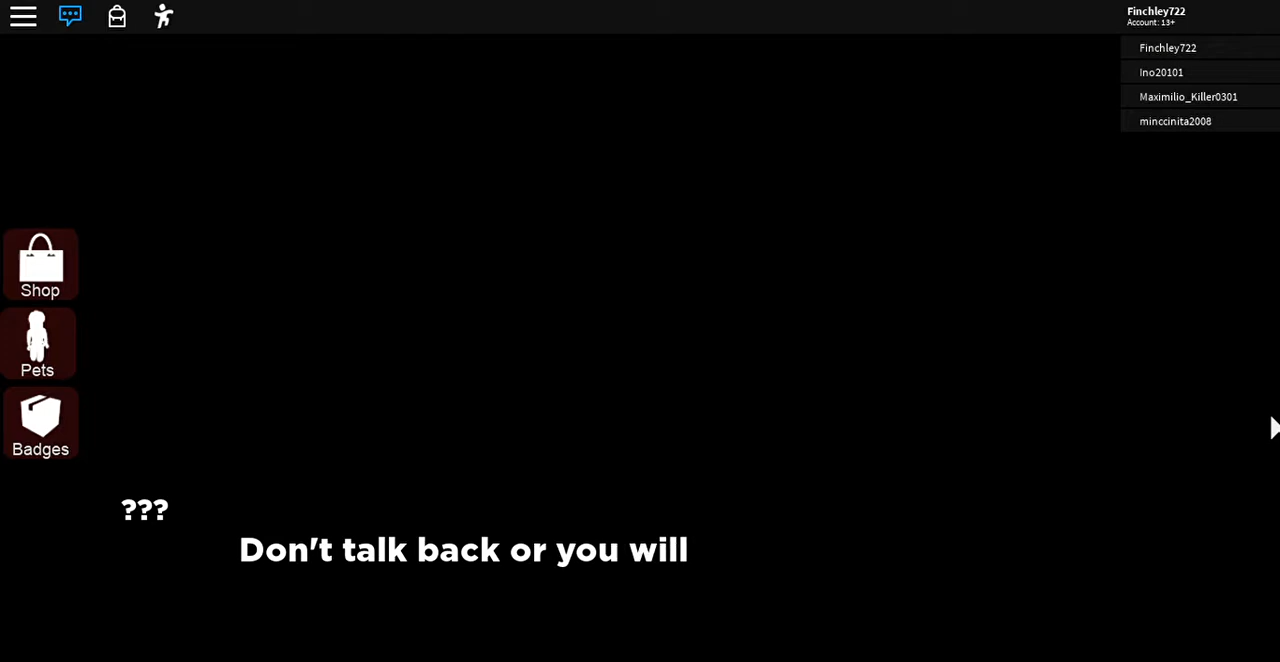 Finchley722
Account: 13+
Finchley722
Ino20101
Maximilio_Killer0301
minccinita2008
Shop
Pets
Badges
???
Don't talk back or you will